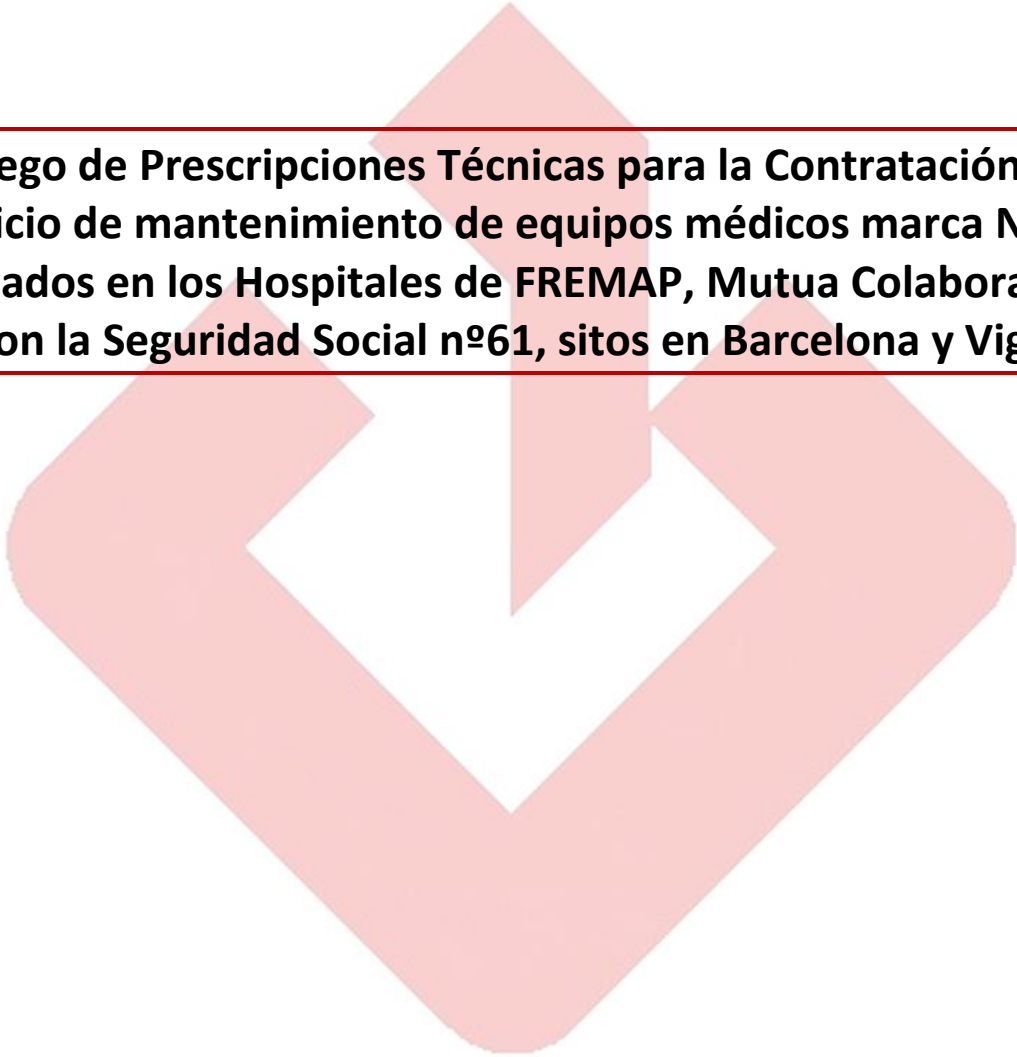 ego de Prescripciones Técnicas para la Contratación
icio de mantenimiento de equipos médicos marca N
ados en los Hospitales de FREMAP, Mutua Colabora
on la Seguridad Social nº61, sitos en Barcelona y Vig